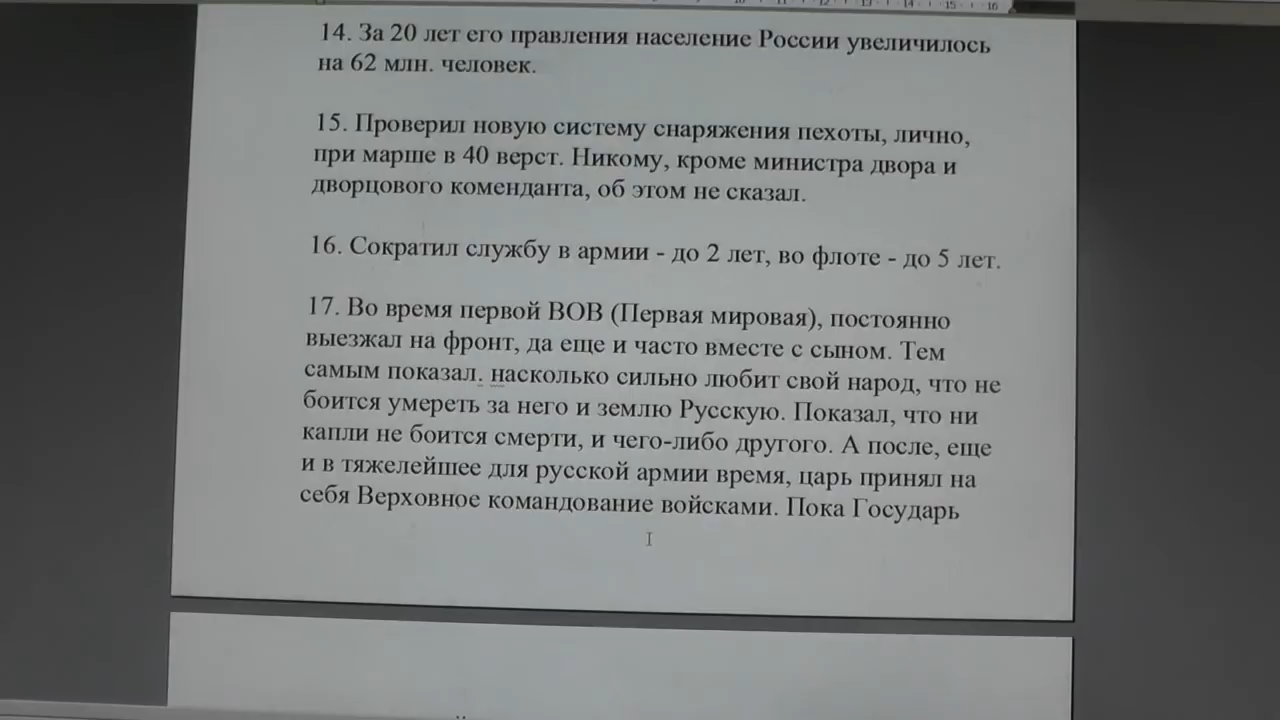 14. За 20 лет его правления население России увеличилось
на 62 млн. человек.
15. Проверил новую систему снаряжения пехоты, лично,
при марше в 40 верст. Никому, кроме министра двора и
дворцового коменданта, об этом не сказал.
16. Сократил службу в армии - до 2 лет, во флоте - до 5 лет.
17. Во время первой ВОВ (Первая мировая), постоянно
выезжал на фронт, да еще и часто вместе с сыном. Тем
самым показал. насколько сильно любит свой народ, что не
боится умереть за него и землю Русскую. Показал, что ни
капли не боится смерти, и чего-либо другого. А после, еще
и в тяжелейшее для русской армии время, царь принял на
себя Верховное командование войсками. Пока Государь